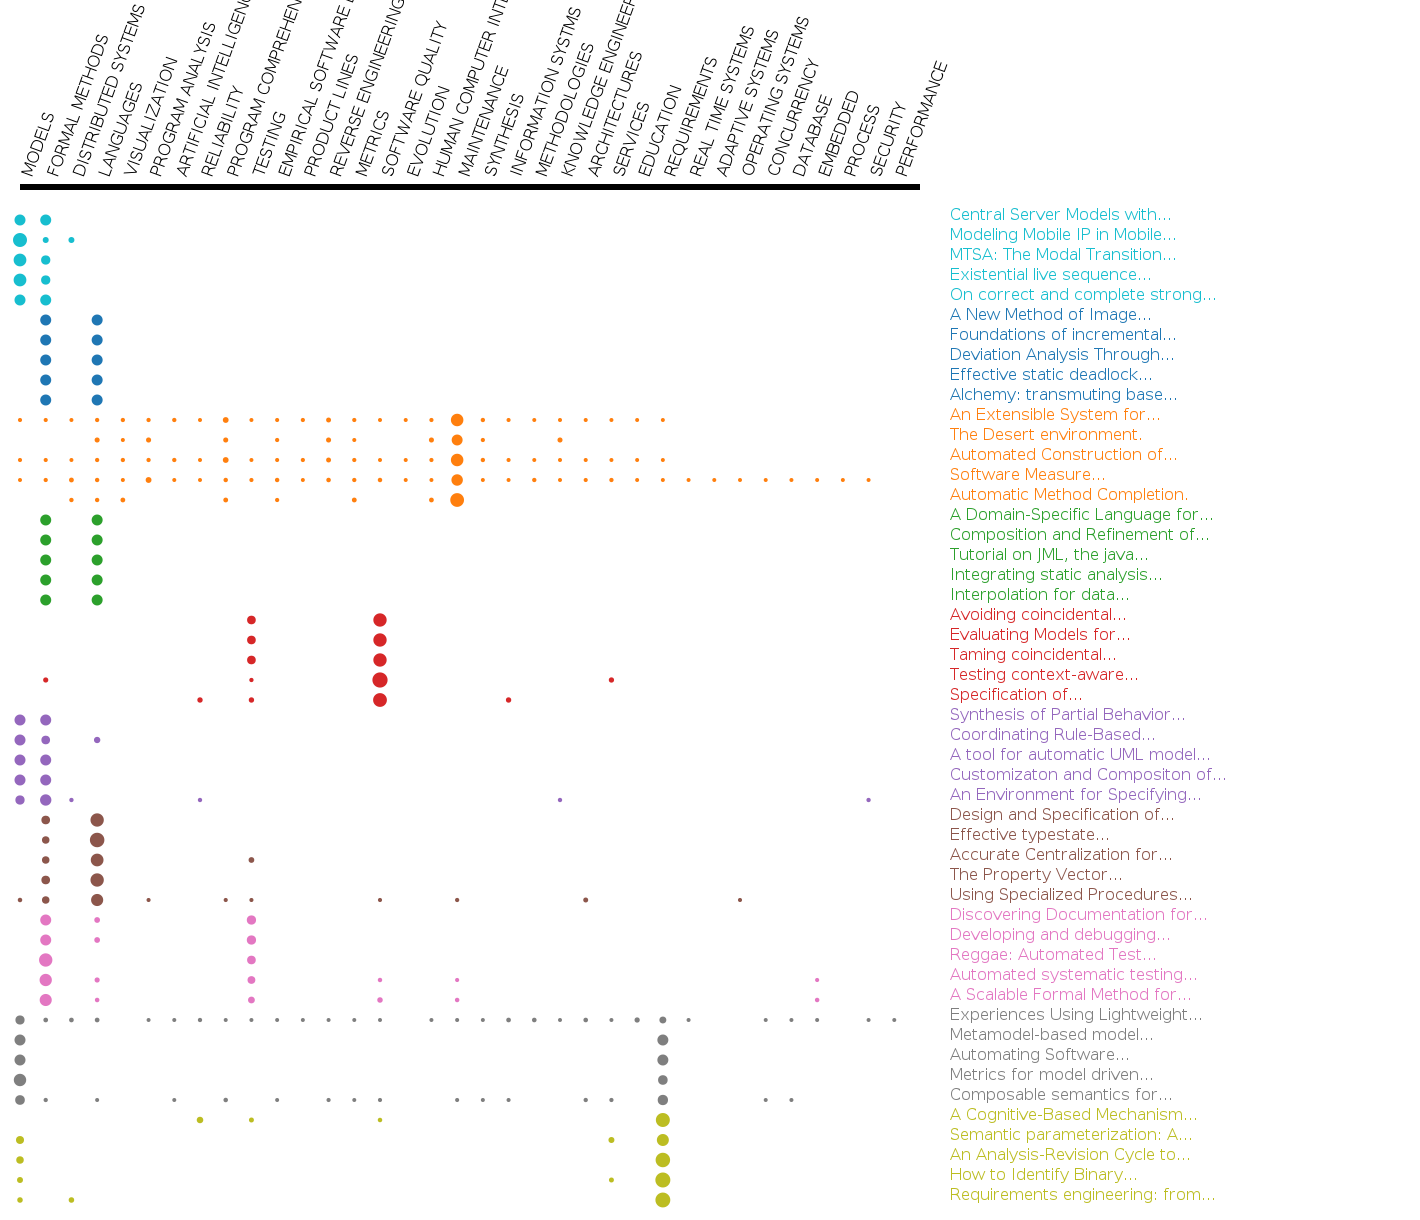 MODELS
FORMAL METHODS
DISTRIBUTED SYSTEMS
LANGUAGES
VISUALIZATION
PROGRAM ANALYSIS
ARTIFICIAL
RELIABILITY
PROGRAM
TESTING
EMPIRICAL SOFTWARE
PRODUCT LINES
REVERSE ENGINEERING
METRICS
SOFTWARE QUALITY
EVOLUTION
HUMAN COMPUTER
MAINTENANCE
SYNTHESIS
INFORMATION SYSTMS
METHODOLOGIES
KNOWLEDGE
ARCHITECTURES
SERVICES
EDUCATION
REQUIREMENTS
REAL TIME SYSTEMS
ADAPTIVE SYSTEMS
OPERATING SYSTEMS
CONCURRENCY
DATABASE
EMBEDDED
PROCESS
SECURITY
PERFORMANCE
Central Server Models with...
Modeling Mobile IP in Mobile...
MTSA: The Modal Transition...
Existential live sequence...
On correct and complete strong...
A New Method of Image...
Foundations of incremental...
Deviation Analysis Through...
Effective static deadlock...
Alchemy: transmuting base...
An Extensible System for...
The Desert environment.
Automated Construction of...
Software Measure...
Automatic Method Completion.
A Domain-Specific Language for...
Composition and Refinement of...
Tutorial on JML, the java...
Integrating static analysis...
Interpolation for data...
Avoiding coincidental...
Evaluating Models for...
Taming coincidental...
Testing context-aware...
Specification of...
Synthesis of Partial Behavior...
Coordinating Rule-Based...
A tool for automatic UML model...
Customizaton and Compositon of...
An Environment for Specifying...
Design and Specification of...
Effective typestate...
Accurate Centralization for...
The Property Vector...
Using Specialized Procedures...
Discovering Documentation for...
Developing and debugging...
Reggae: Automated Test...
Automated systematic testing...
A Scalable Formal Method for...
Experiences Using Lightweight...
Metamodel-based model...
Automating Software...
Metrics for model driven...
Composable semantics for...
A Cognitive-Based Mechanism...
Semantic parameterization: A...
An Analysis-Revision Cycle to...
How to Identify Binary...
Requirements engineering: from...